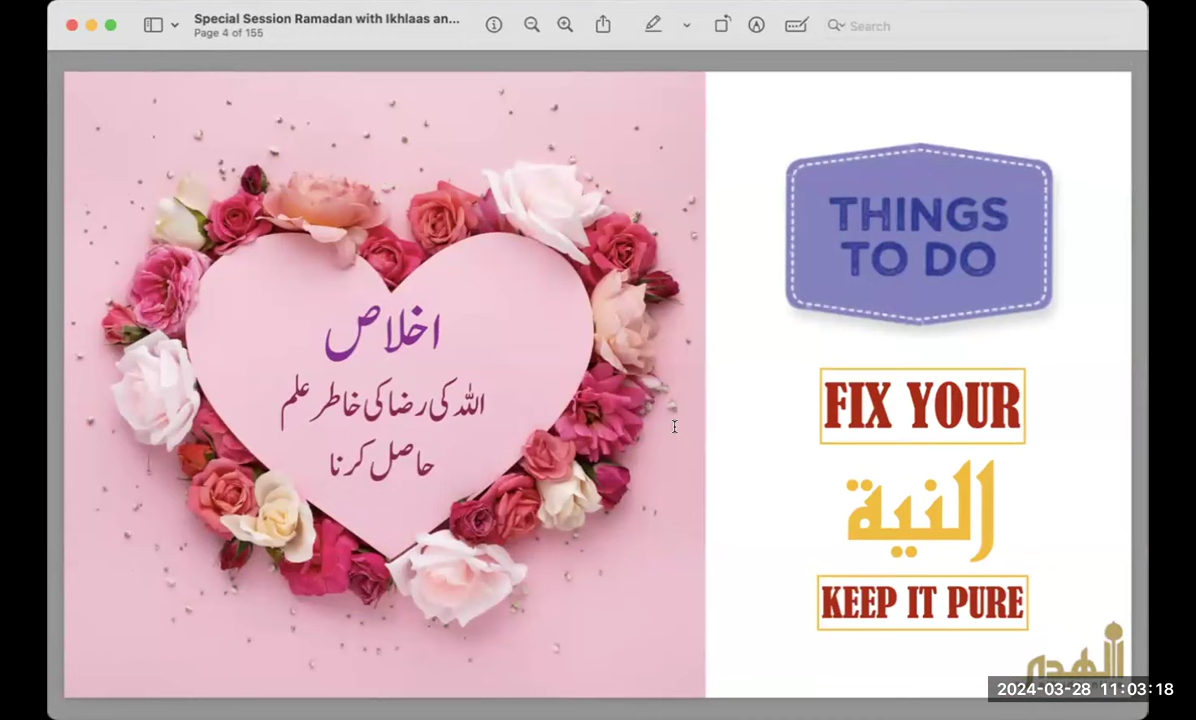 Special Session Ramadan with Ikhlaas an...
Page 4 of 155
Search
اخلاص
اللہ کی رضا کی خاطر علم
حاصل کرنا
THINGS
TO DO
FIX YOUR
النية
KEEP IT PURE
الهدى
2024-03-28 11:03:18